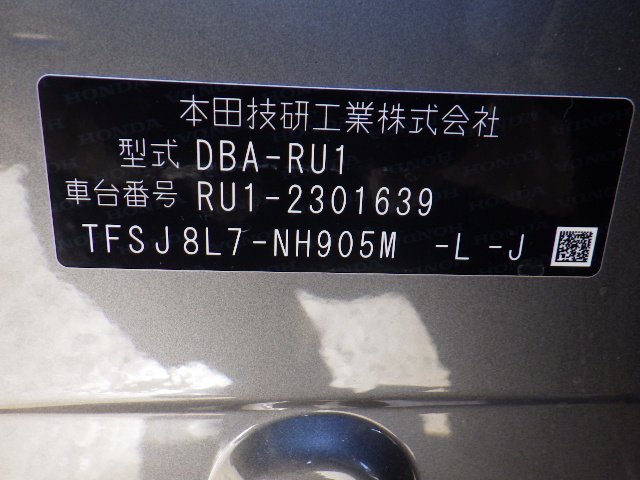 本田技研工業株式会社
型式 DBA-RU1
車台番号 RU1-2301639
TFSJ8L7-NH905M -L -J